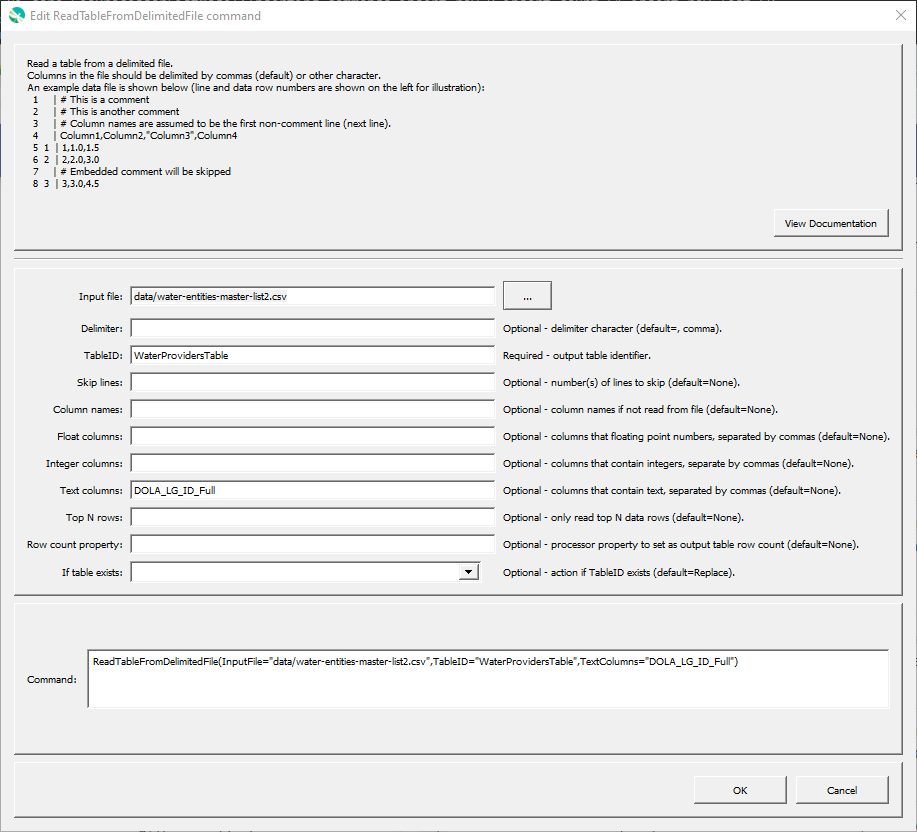 Edit ReadTableFromDelimitedFile command
Read a table from a delimited file.
Columns in the file should be delimited by commas (default) or other character.
An example data file is shown below (line and data row numbers are shown on the left for illustration):
1 | # This is a comment
2 | # This is another comment
3 | # Column names are assumed to be the first non-comment line (next line).
4 | Column1,Column2,"Column3",Column4
5 1 | 1,1.0,1.5
6 2 | 2,2.0,3.0
7 | # Embedded comment will be skipped
8 3 | 3,3.0,4.5
View Documentation
Input file: data/water-entities-master-list2.csv ...
Delimiter: Optional - delimiter character (default=, comma).
TableID: WaterProvidersTable Required - output table identifier.
Skip lines: Optional - number(s) of lines to skip (default=None).
Column names: Optional - column names if not read from file (default=None).
Float columns: Optional - columns that floating point numbers, separated by commas (default=None).
Integer columns: Optional - columns that contain integers, separate by commas (default=None).
Text columns: DOLA_LG_ID_Full Optional - columns that contain text, separated by commas (default=None).
Top N rows: Optional - only read top N data rows (default=None).
Row count property: Optional - processor property to set as output table row count (default=None).
If table exists: Optional - action if TableID exists (default=Replace).
Command: ReadTableFromDelimitedFile(InputFile="data/water-entities-master-list2.csv",TableID="WaterProvidersTable",TextColumns="DOLA_LG_ID_Full")
OK Cancel